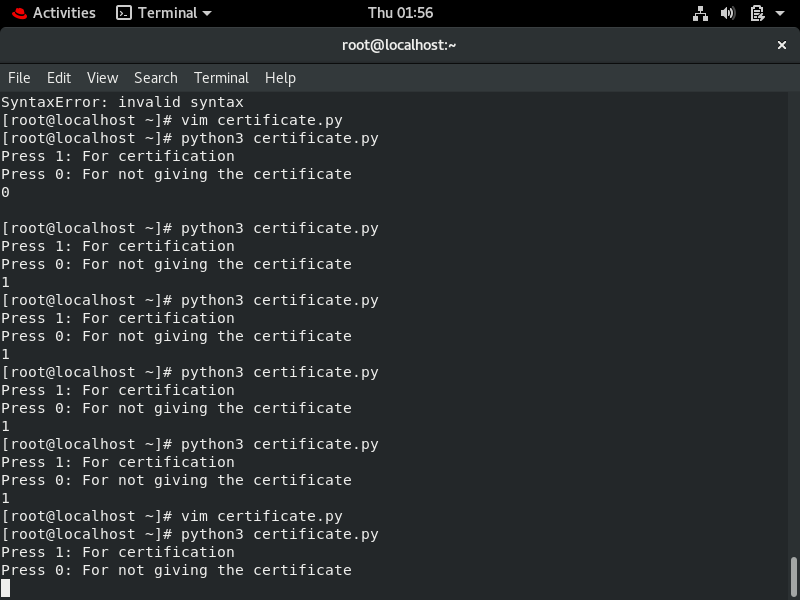 Activities Terminal Thu 01:56
root@localhost:~ ×
File Edit View Search Terminal Help
SyntaxError: invalid syntax
[root@localhost ~]# vim certificate.py
[root@localhost ~]# python3 certificate.py
Press 1: For certification
Press 0: For not giving the certificate
0
[root@localhost ~]# python3 certificate.py
Press 1: For certification
Press 0: For not giving the certificate
1
[root@localhost ~]# python3 certificate.py
Press 1: For certification
Press 0: For not giving the certificate
1
[root@localhost ~]# python3 certificate.py
Press 1: For certification
Press 0: For not giving the certificate
1
[root@localhost ~]# python3 certificate.py
Press 1: For certification
Press 0: For not giving the certificate
1
[root@localhost ~]# vim certificate.py
[root@localhost ~]# python3 certificate.py
Press 1: For certification
Press 0: For not giving the certificate